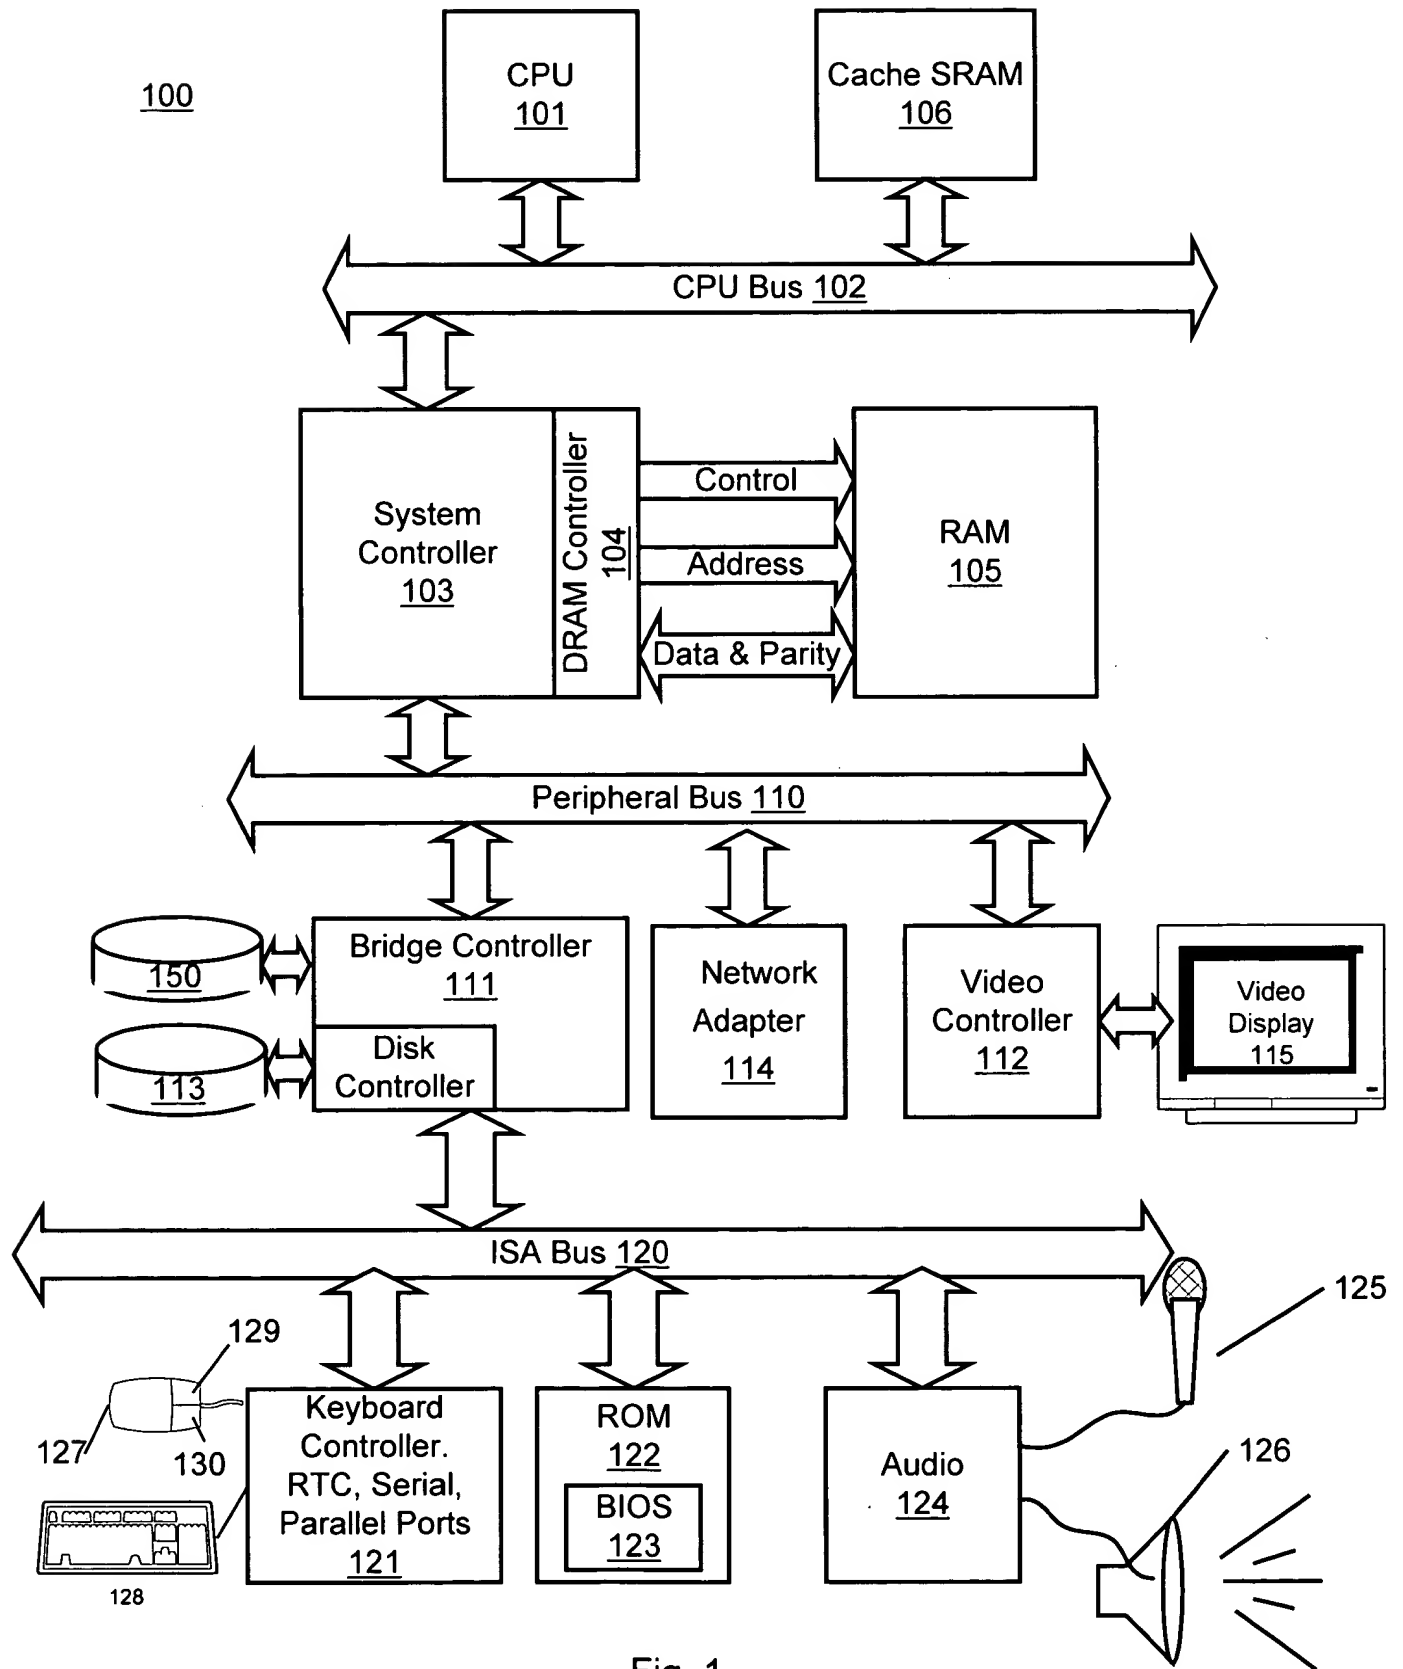 100
CPU
101
Cache SRAM
106
CPU Bus 102
System
Controller
103
DRAM Controller
104
Control
Address
Data & Parity
RAM
105
Peripheral Bus 110
150
113
Bridge Controller
111
Disk
Controller
Network
Adapter
114
Video
Controller
112
Video
Display
115
ISA Bus 120
125
129
127
130
128
Keyboard
Controller.
RTC, Serial,
Parallel Ports
121
ROM
122
BIOS
123
Audio
124
126
Fig. 1